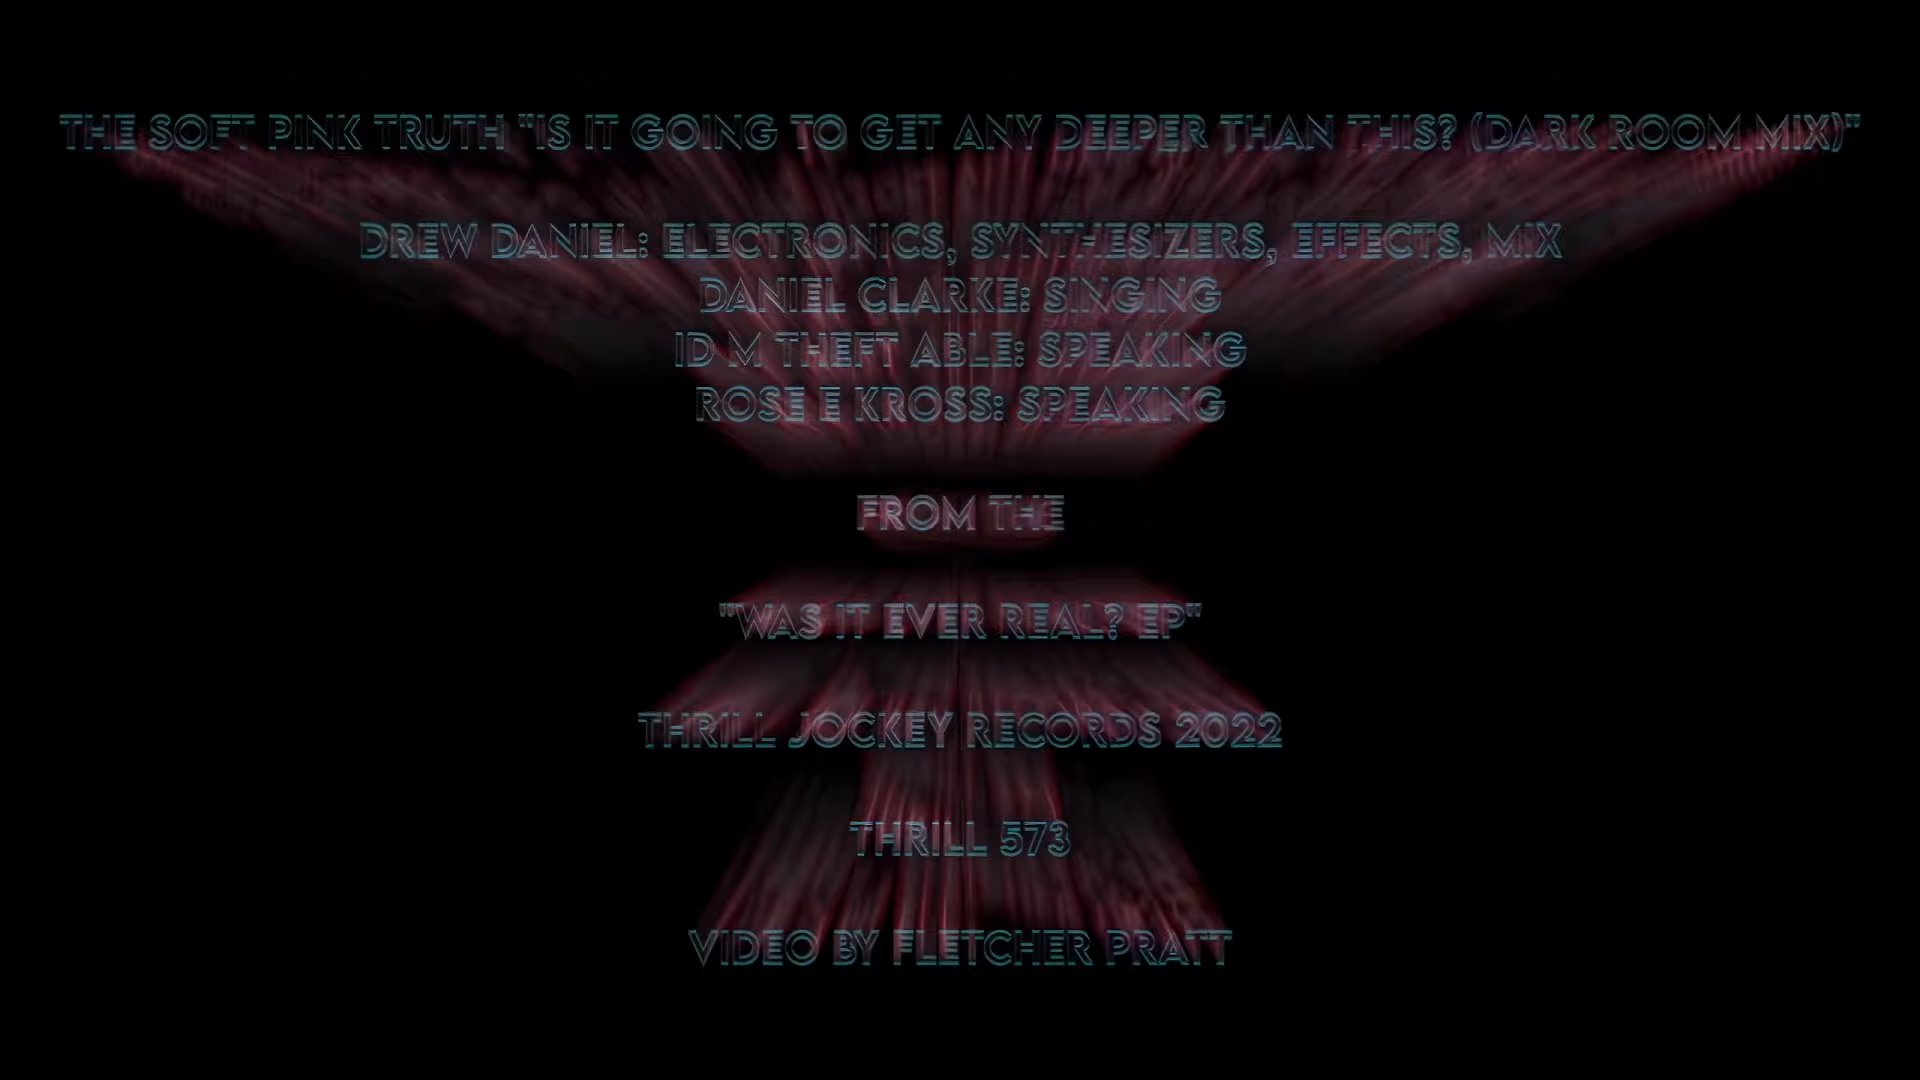 THE SOFT PINK TRUTH "IS IT GOING TO GET ANY DEEPER THAN THIS? (DARK ROOM MIX)"
DREW DANIEL: ELECTRONICS, SYNTHESIZERS, EFFECTS, MIX
DANIEL CLARKE: SINGING
ID M THEFT ABLE: SPEAKING
ROSE E KROSS: SPEAKING
FROM THE
"WAS IT EVER REAL? EP"
THRILL JOCKEY RECORDS 2022
THRILL 573
VIDEO BY FLETCHER PRATT